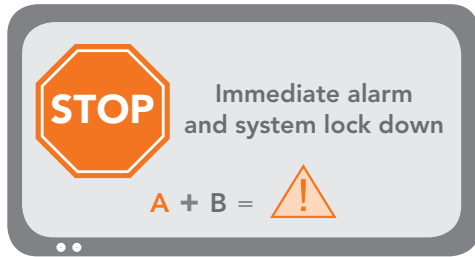 STOP
Immediate alarm
and system lock down
A + B = !